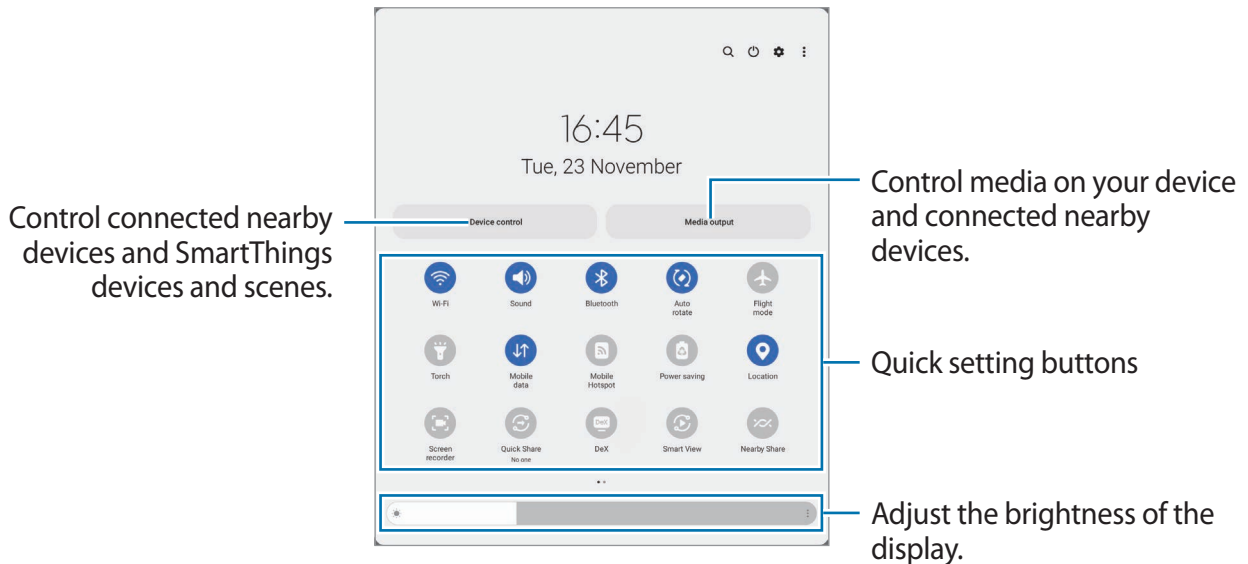 16:45
Tue, 23 November
Device control
Media output
Control connected nearby
devices and SmartThings
devices and scenes.
Control media on your device
and connected nearby
devices.
Wi-Fi
Sound
Bluetooth
Auto
rotate
Flight
mode
Torch
Mobile
data
Mobile
Hotspot
Power saving
Location
Quick setting buttons
Screen
recorder
Quick Share
No one
DeX
DeX
Smart View
Nearby Share
Adjust the brightness of the
display.